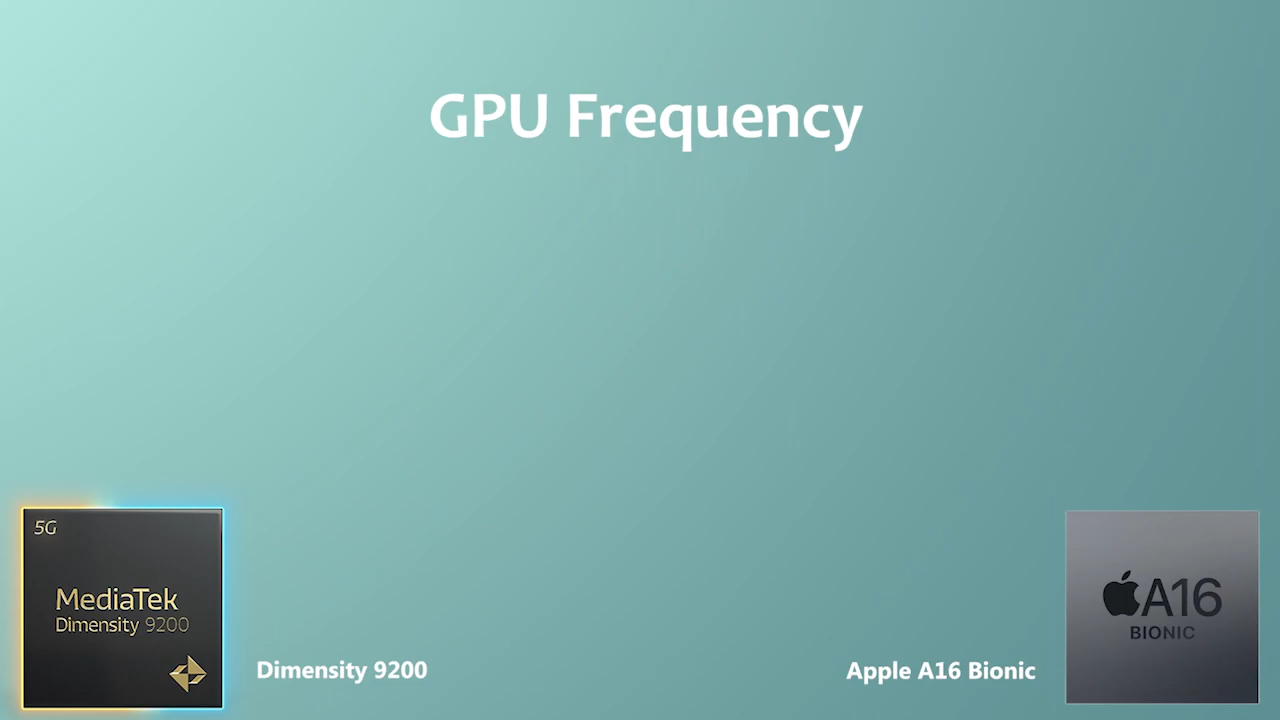 GPU Frequency
5G
MediaTek
Dimensity 9200
Dimensity 9200
Apple A16 Bionic
A16
BIONIC